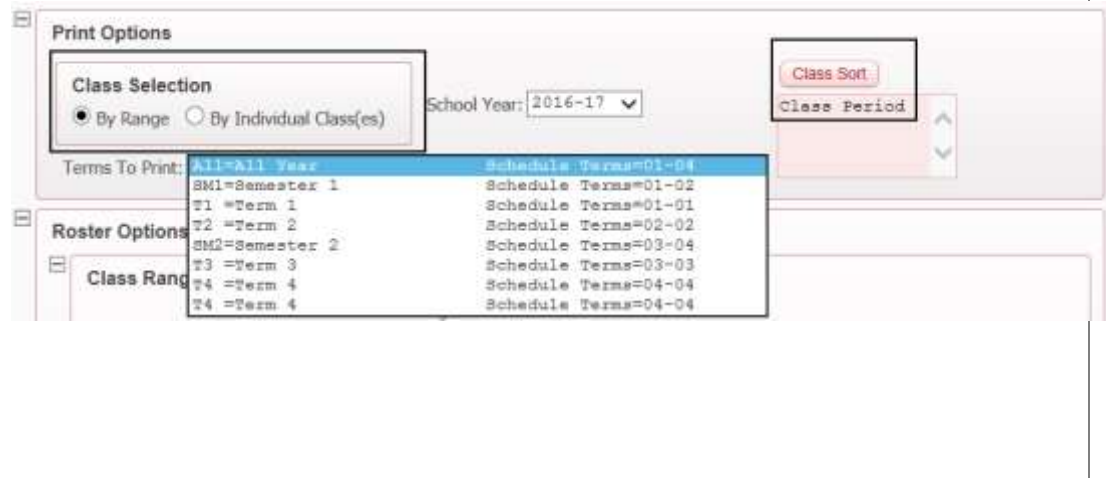 Print Options
Class Selection
By Range By Individual Class(es)
School Year: 2016-17
Class Sort
Class Period
Terms To Print: All=All Year Schedule Terms=01-04
SM1=Semester 1 Schedule Terms=01-02
T1 =Term 1 Schedule Terms=01-01
T2 =Term 2 Schedule Terms=02-02
SM2=Semester 2 Schedule Terms=03-04
T3 =Term 3 Schedule Terms=03-03
T4 =Term 4 Schedule Terms=04-04
T4 =Term 4 Schedule Terms=04-04
Roster Options
Class Rang